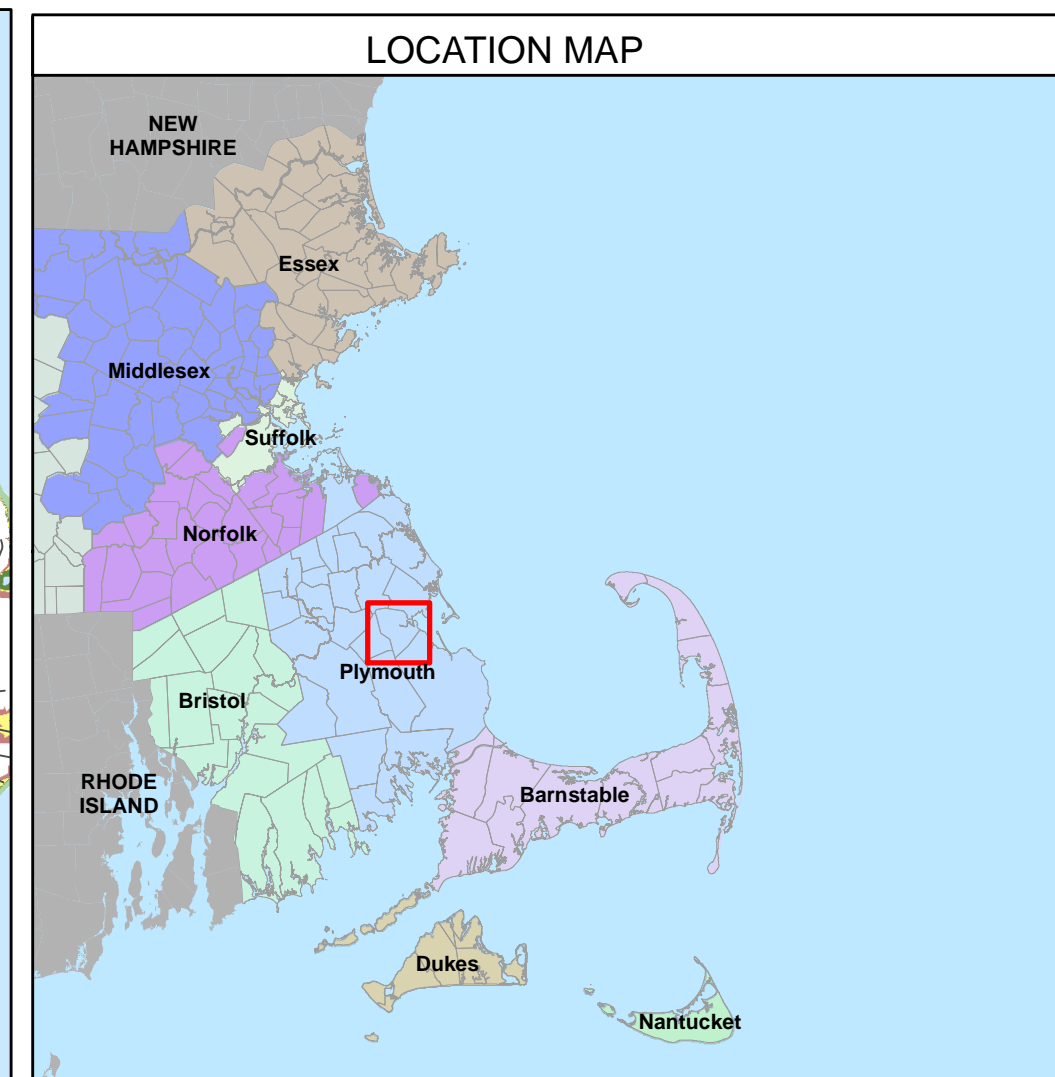 LOCATION MAP
NEW
HAMPSHIRE
Essex
Middlesex
Suffolk
Norfolk
Plymouth
Bristol
RHODE
ISLAND
Barnstable
Dukes
Nantucket